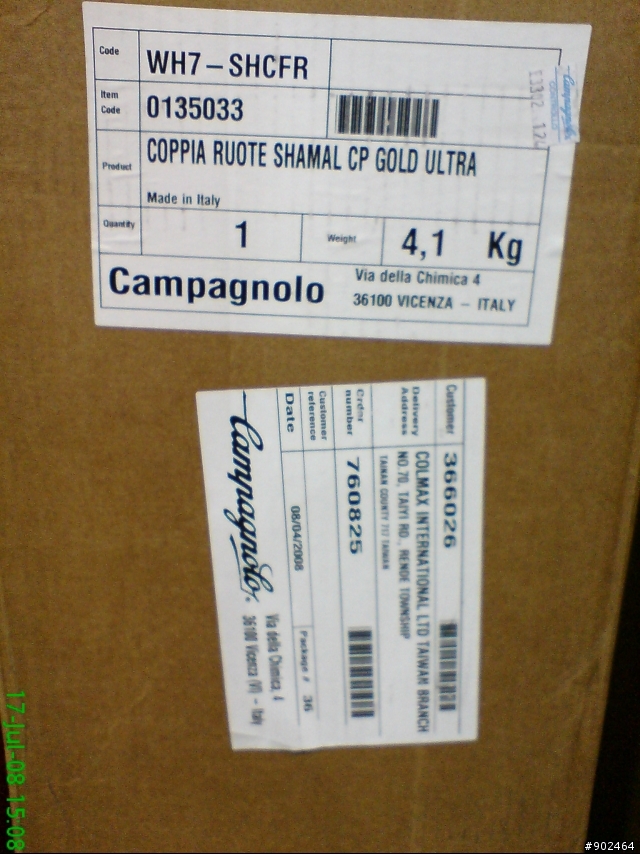 Code WH7-SHCFR
Item Code 0135033
Product COPPIA RUOTE SHAMAL CP GOLD ULTRA
Made in Italy
Quantity 1 Weight 4,1 Kg
Campagnolo
Via della Chimica 4
36100 VICENZA - ITALY
Campagnolo
Customer 366026
Delivery Address COLMAX INTERNATIONAL LTD TAIWAN BRANCH
NO.70, TAIYI RD., RENDE TOWNSHIP
TAINAN COUNTY 717 TAIWAN
Order number 760825
Customer reference
Date 08/04/2008 Package # 36
Campagnolo.
Via della Chimica, 4
36100 Vicenza (VI) - Italy
17-Jul-08 15:08
#902464